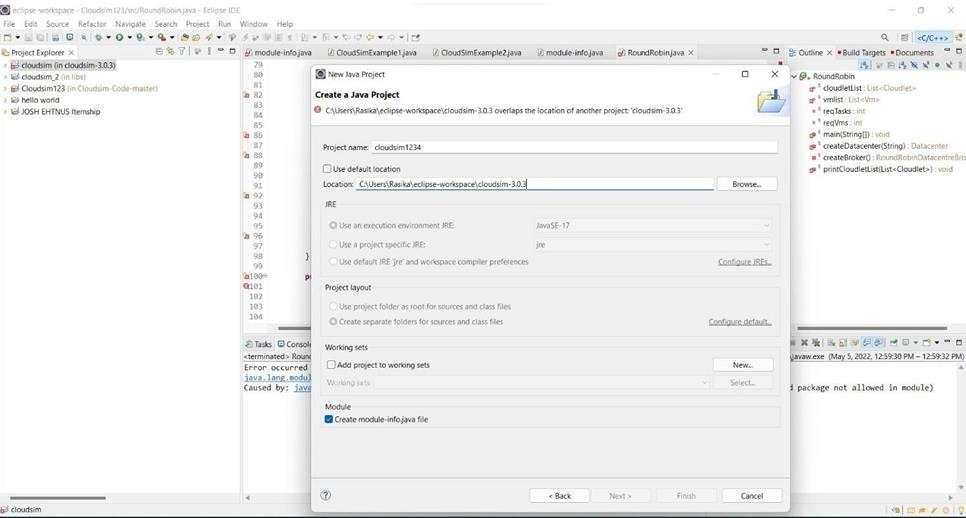 eclipse-workspace - Cloudsim123/src/RoundRobin.java - Eclipse IDE
File Edit Source Refactor Navigate Search Project Run Window Help
<C/C++>
Project Explorer
cloudsim (in cloudsim-3.0.3)
cloudsim_2 (in libs)
Cloudsim123 (in Cloudsim-Code-master)
hello world
JOSH EHTNUS Iternship
module-info.java CloudSimExample1.java CloudSimExample2.java module-info.java RoundRobin.java
79
80
81
82
83
84
85
86
87
88
89
90
91
92
93
94
95
96
97
98 }
99
100 pr
101
102
103
104
New Java Project
Create a Java Project
C:\Users\Rasika\eclipse-workspace\cloudsim-3.0.3 overlaps the location of another project: 'cloudsim-3.0.3'
Project name: cloudsim1234
Use default location
Location: C:\Users\Rasika\eclipse-workspace\cloudsim-3.0.3
Browse...
JRE
Use an execution environment JRE: JavaSE-17
Use a project specific JRE: jre
Use default JRE 'jre' and workspace compiler preferences Configure JREs...
Project layout
Use project folder as root for sources and class files
Create separate folders for sources and class files Configure default...
Working sets
Add project to working sets New...
Working sets: Select...
Module
Create module-info.java file
< Back Next > Finish Cancel
Outline Build Targets Documents
RoundRobin
cloudletList : List<Cloudlet>
vmlist : List<Vm>
reqTasks : int
reqVms : int
main(String[]) : void
createDatacenter(String) : Datacenter
createBroker() : RoundRobinDatacentreBro
printCloudletList(List<Cloudlet>) : void
Tasks Console
<terminated> Roun
javaw.exe (May 5, 2022, 12:59:30 PM – 12:59:32 PM)
Error occurred
java.lang.modul
Caused by: java
d package not allowed in module)
cloudsim